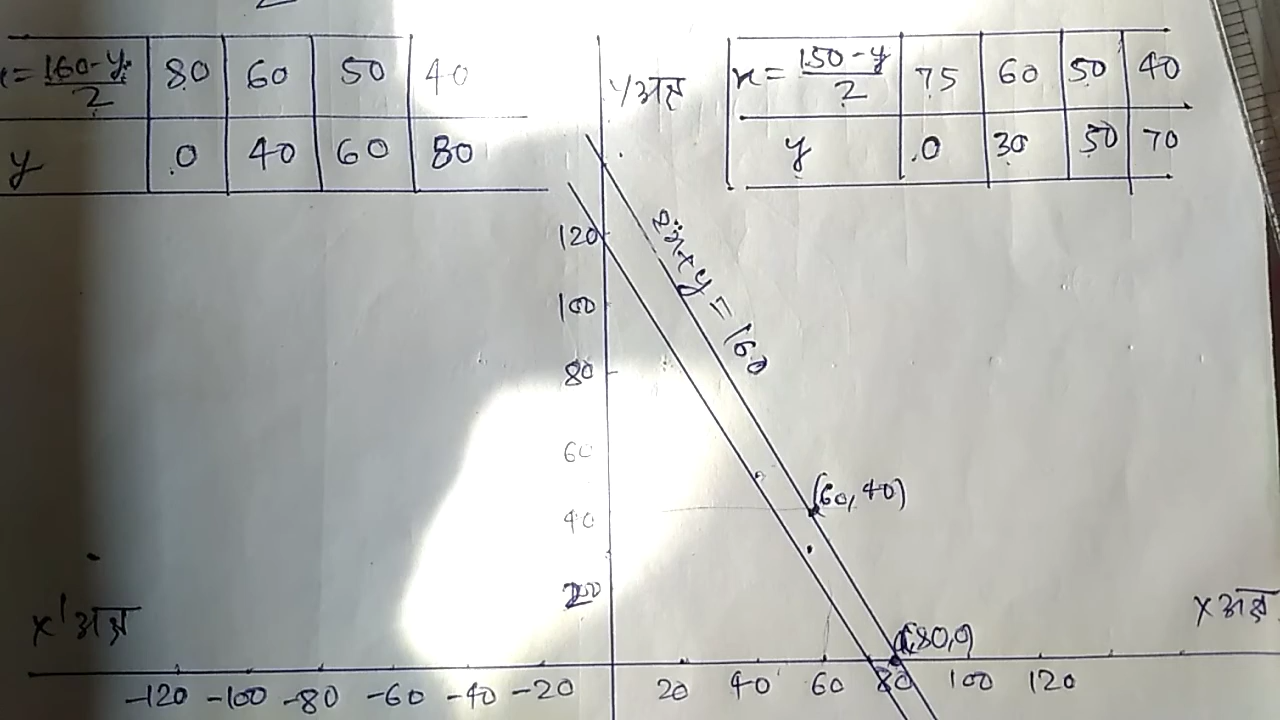 x = 160-y/2 80 60 50 40
y 0 40 60 80
Y अक्ष
x = 150-y/2 75 60 50 40
y 0 30 50 70
120
100
80
60
40
20
2x+y=160
(60,40)
(80,0)
X' अक्ष
X अक्ष
-120 -100 -80 -60 -40 -20 20 40 60 80 100 120